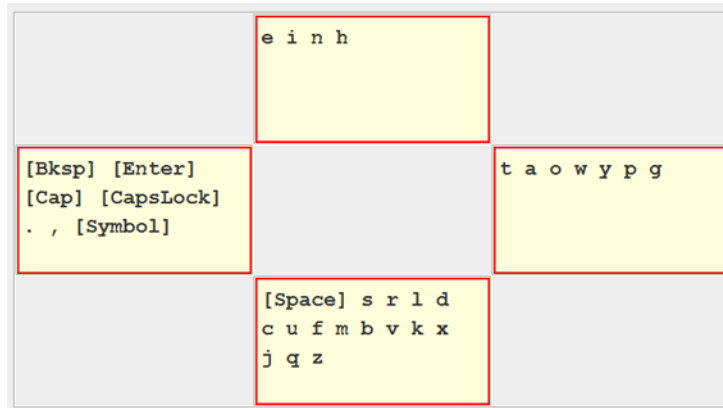 e i n h
[Bksp] [Enter]
[Cap] [CapsLock]
. , [Symbol]
t a o w y p g
[Space] s r l d
c u f m b v k x
j q z